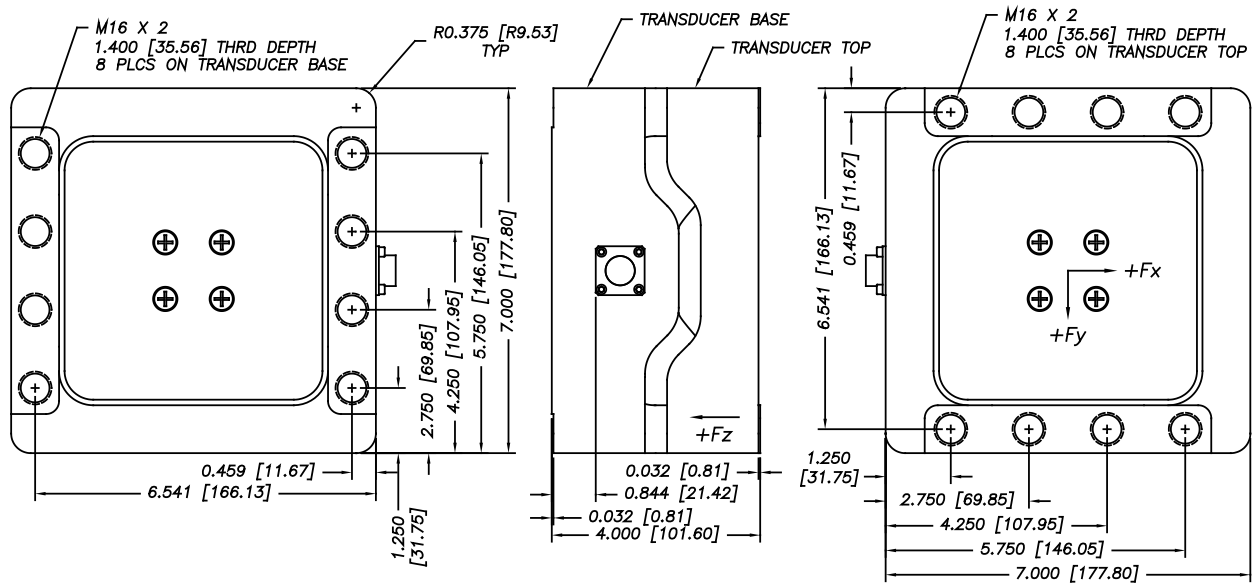 M16 X 2
1.400 [35.56] THRD DEPTH
8 PLCS ON TRANSDUCER BASE
R0.375 [R9.53]
TYP
2.750 [69.85]
4.250 [107.95]
5.750 [146.05]
7.000 [177.80]
0.459 [11.67]
6.541 [166.13]
1.250
[31.75]
TRANSDUCER BASE
TRANSDUCER TOP
+Fz
0.032 [0.81]
0.844 [21.42]
0.032 [0.81]
4.000 [101.60]
M16 X 2
1.400 [35.56] THRD DEPTH
8 PLCS ON TRANSDUCER TOP
6.541 [166.13]
0.459 [11.67]
+Fx
+Fy
1.250
[31.75]
2.750 [69.85]
4.250 [107.95]
5.750 [146.05]
7.000 [177.80]